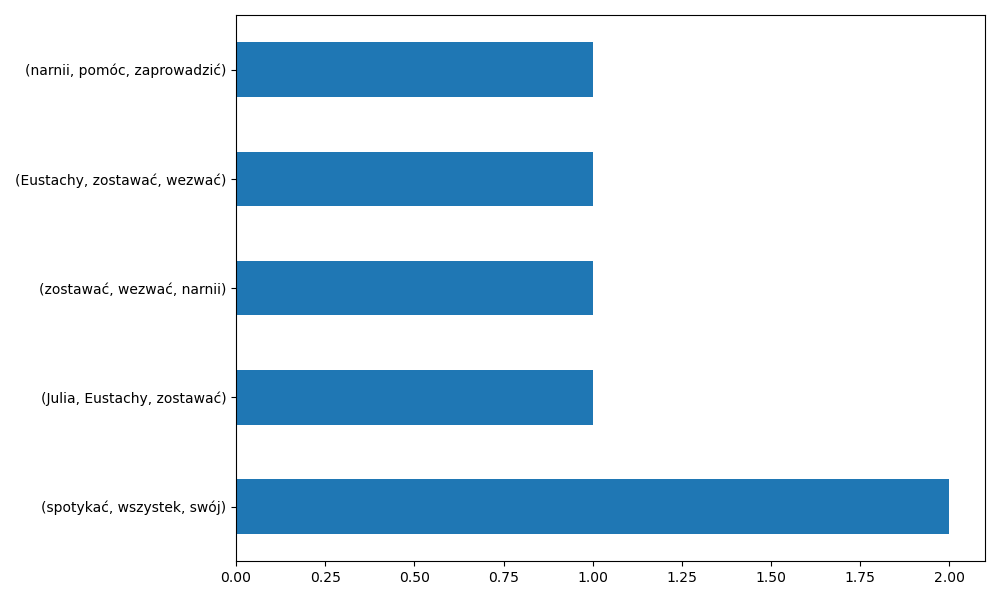 (narnii, pomóc, zaprowadzić)
(Eustachy, zostawać, wezwać)
(zostawać, wezwać, narnii)
(Julia, Eustachy, zostawać)
(spotykać, wszystek, swój)
0.00 0.25 0.50 0.75 1.00 1.25 1.50 1.75 2.00